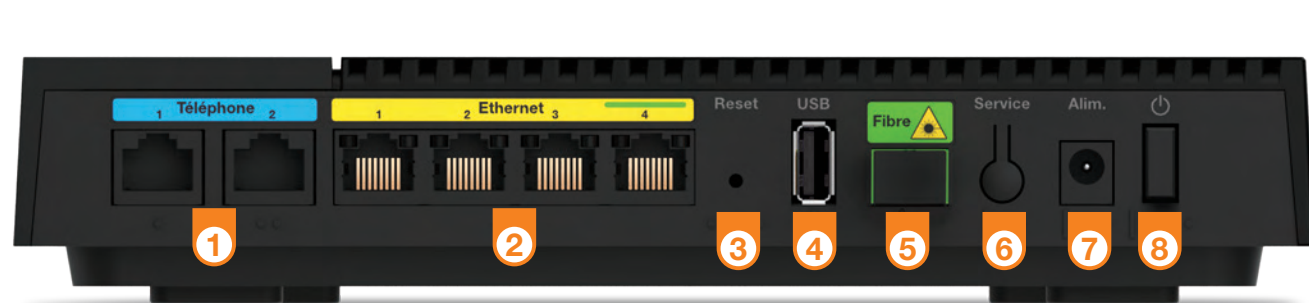 Téléphone
1 2
Ethernet
1 2 3 4
Reset
USB
Fibre
Service
Alim.
1
2
3
4
5
6
7
8